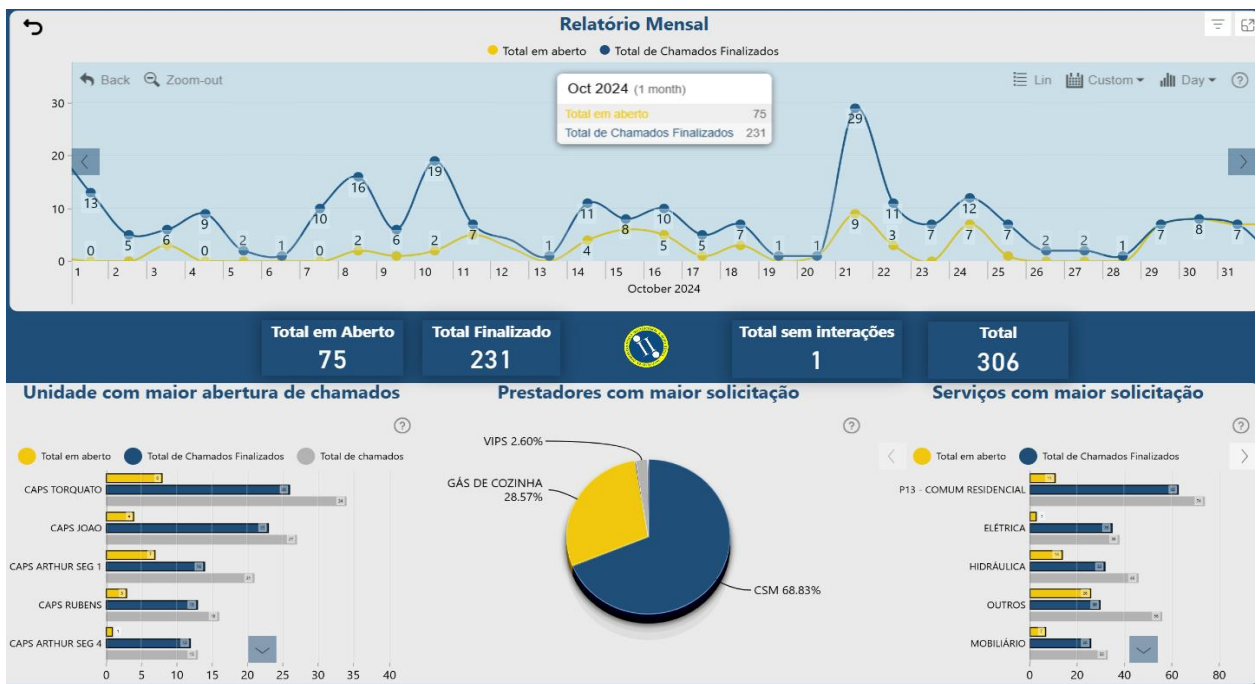 Relatório Mensal
Total em aberto Total de Chamados Finalizados
Back Zoom-out
Lin Custom Day ?
Oct 2024 (1 month)
Total em aberto 75
Total de Chamados Finalizados 231
30
20
10
0
13 5 6 9 2 1 10 16 6 19 7 1 11 8 10 5 7 1 1 29 11 7 12 7 2 2 1 7 8 7
0 0 0 2 2 4 5 9 3 7
1 2 3 4 5 6 7 8 9 10 11 12 13 14 15 16 17 18 19 20 21 22 23 24 25 26 27 28 29 30 31
October 2024
Total em Aberto
75
Total Finalizado
231
Total sem interações
1
Total
306
Unidade com maior abertura de chamados
?
Total em aberto Total de Chamados Finalizados Total de chamados
CAPS TORQUATO
CAPS JOAO
CAPS ARTHUR SEG 1
CAPS RUBENS
CAPS ARTHUR SEG 4
0 5 10 15 20 25 30 35 40
Prestadores com maior solicitação
?
VIPS 2.60%
GÁS DE COZINHA
28.57%
CSM 68.83%
Serviços com maior solicitação
?
Total em aberto Total de Chamados Finalizados
P13 - COMUM RESIDENCIAL
ELÉTRICA
HIDRÁULICA
OUTROS
MOBILIÁRIO
0 20 40 60 80